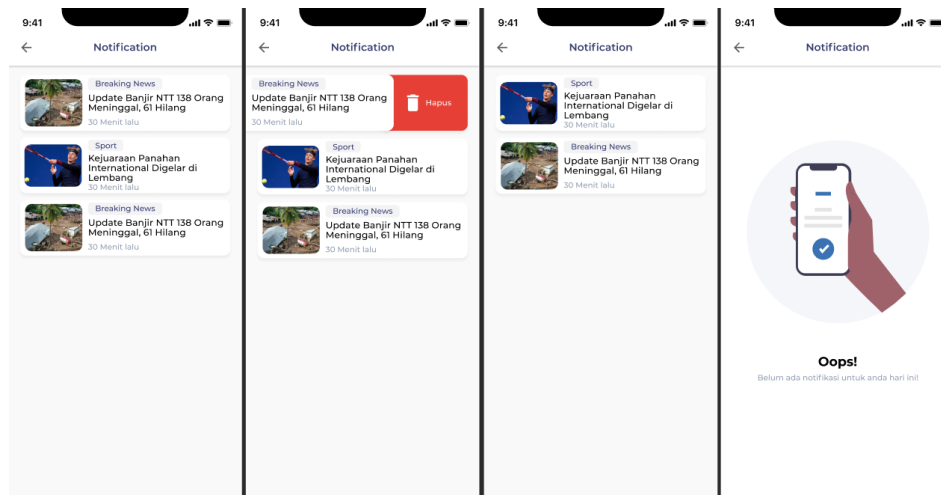 9:41
Notification
Breaking News
Update Banjir NTT 138 Orang
Meninggal, 61 Hilang
30 Menit lalu
Sport
Kejuaraan Panahan
International Digelar di
Lembang
30 Menit lalu
Breaking News
Update Banjir NTT 138 Orang
Meninggal, 61 Hilang
30 Menit lalu
9:41
Notification
Breaking News
Update Banjir NTT 138 Orang
Meninggal, 61 Hilang
30 Menit lalu
Hapus
Sport
Kejuaraan Panahan
International Digelar di
Lembang
30 Menit lalu
Breaking News
Update Banjir NTT 138 Orang
Meninggal, 61 Hilang
30 Menit lalu
9:41
Notification
Sport
Kejuaraan Panahan
International Digelar di
Lembang
30 Menit lalu
Breaking News
Update Banjir NTT 138 Orang
Meninggal, 61 Hilang
30 Menit lalu
9:41
Notification
Oops!
Belum ada notifikasi untuk anda hari ini!